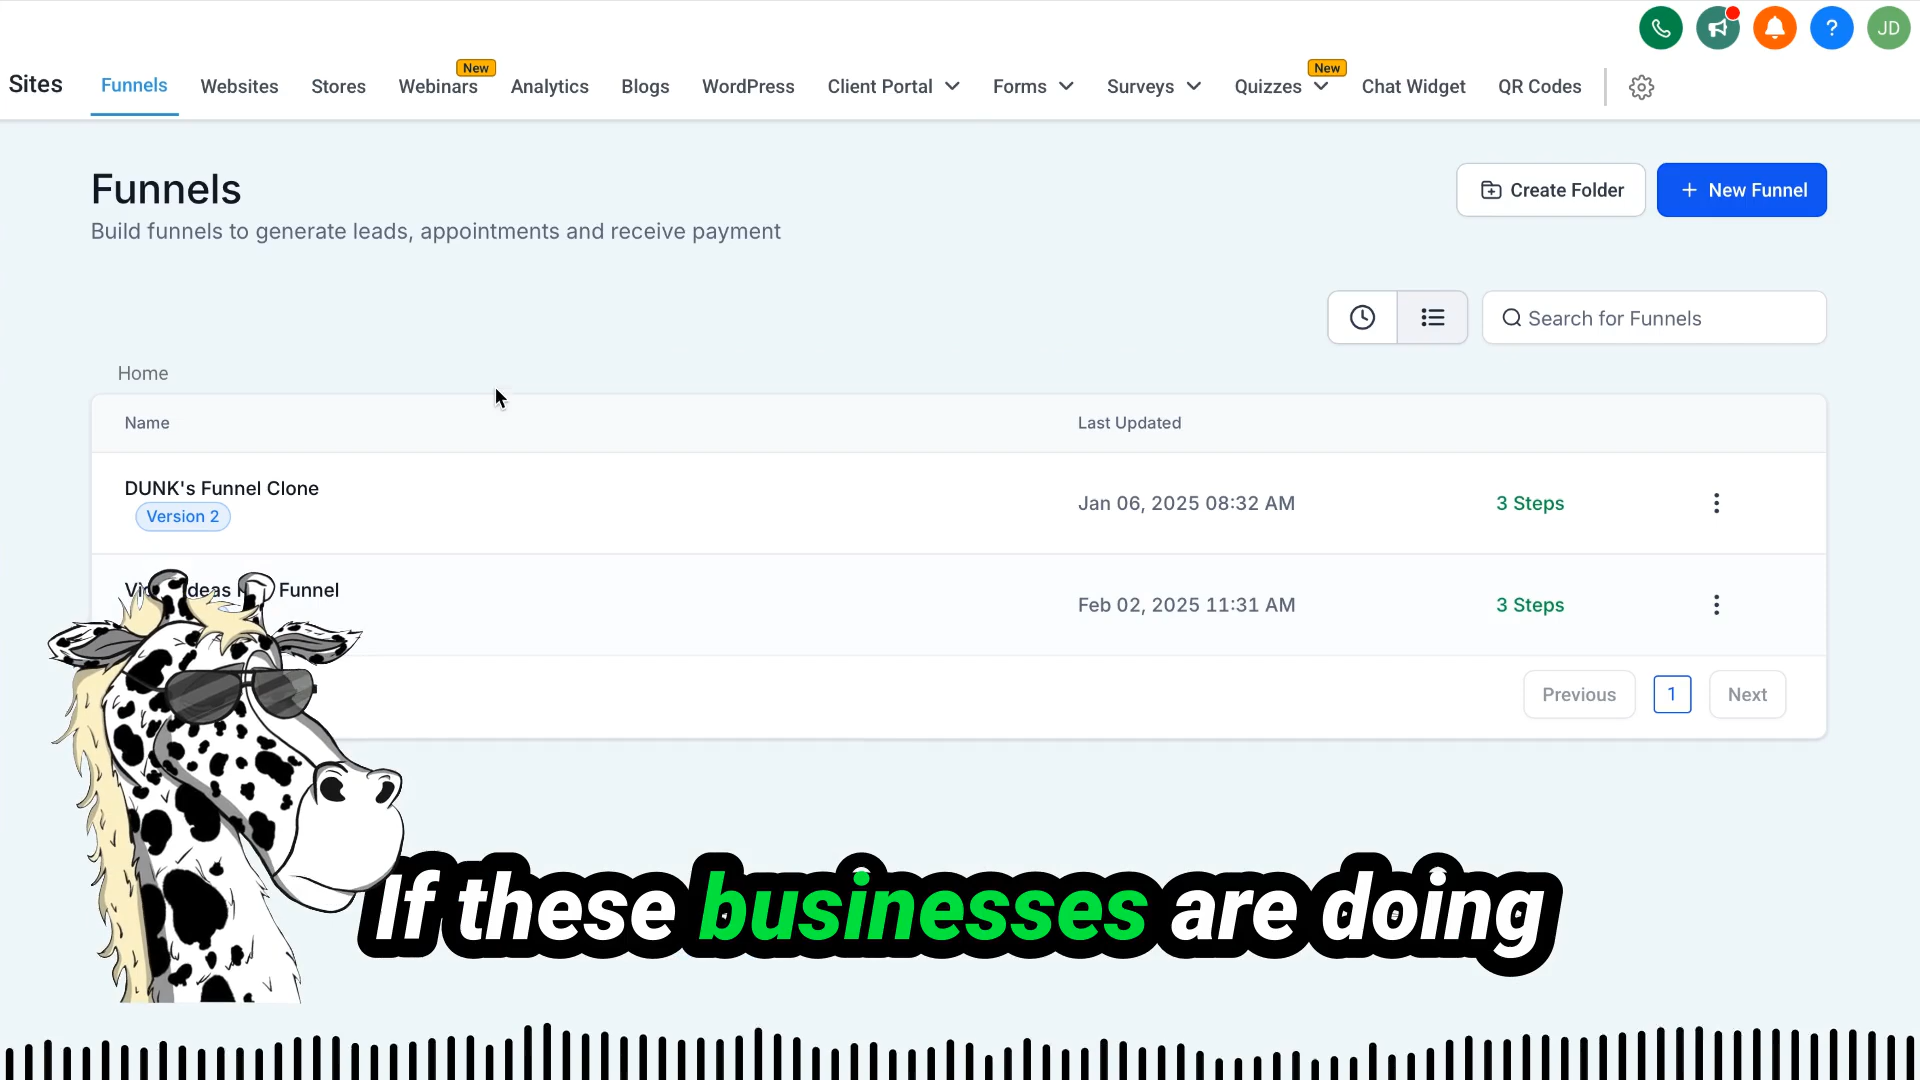 JD
Sites
Funnels
Websites
Stores
Webinars
New
Analytics
Blogs
WordPress
Client Portal
Forms
Surveys
Quizzes
New
Chat Widget
QR Codes
Funnels
Build funnels to generate leads, appointments and receive payment
Create Folder
+ New Funnel
Search for Funnels
Home
Name
Last Updated
DUNK's Funnel Clone
Version 2
Jan 06, 2025 08:32 AM
3 Steps
Funnel
Feb 02, 2025 11:31 AM
3 Steps
Previous
1
Next
If these businesses are doing